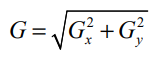 G = √(G_x^2 + G_y^2)